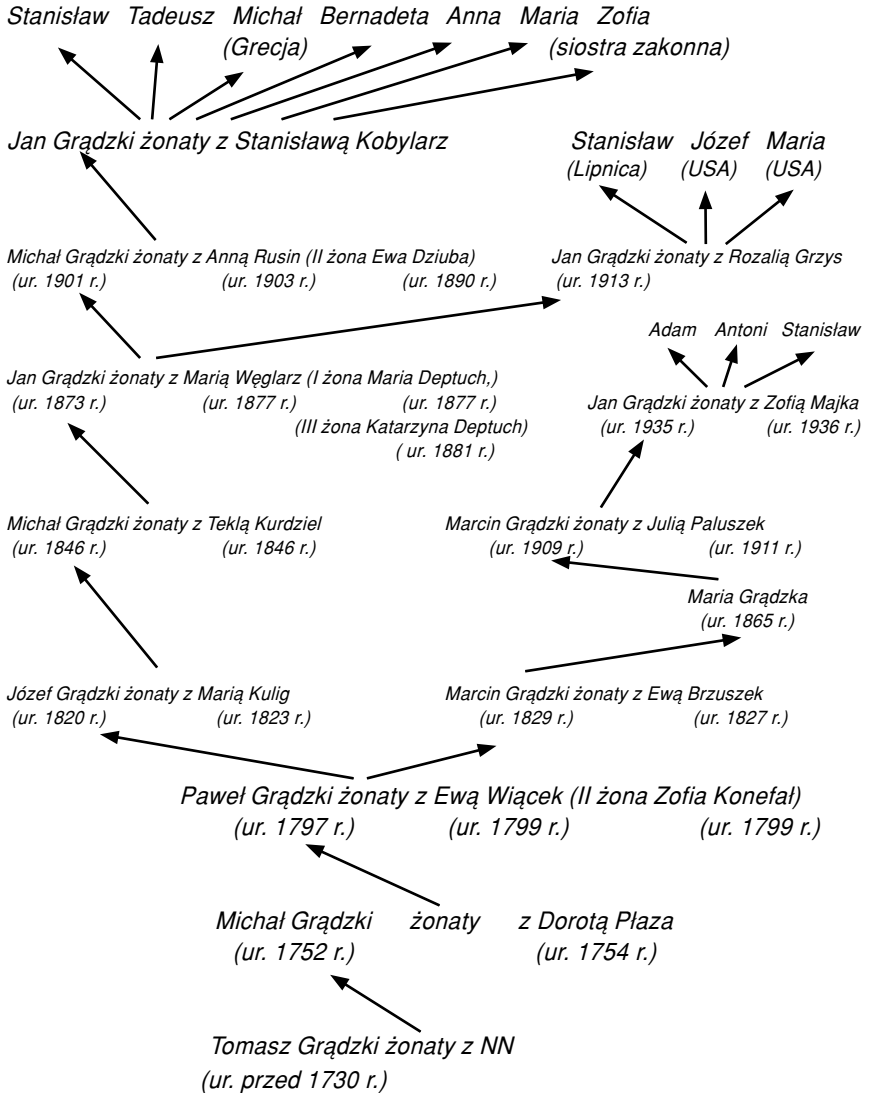 Stanisław Tadeusz Michał Bernadeta Anna Maria Zofia
(Grecja) (siostra zakonna)
Jan Grądzki żonaty z Stanisławą Kobylarz
Stanisław Józef Maria
(Lipnica) (USA) (USA)
Michał Grądzki żonaty z Anną Rusin (II żona Ewa Dziuba)
(ur. 1901 r.) (ur. 1903 r.) (ur. 1890 r.)
Jan Grądzki żonaty z Rozalią Grzys
(ur. 1913 r.)
Adam Antoni Stanisław
Jan Grądzki żonaty z Marią Węglarz (I żona Maria Deptuch,)
(ur. 1873 r.) (ur. 1877 r.) (ur. 1877 r.)
(III żona Katarzyna Deptuch)
( ur. 1881 r.)
Jan Grądzki żonaty z Zofią Majka
(ur. 1935 r.) (ur. 1936 r.)
Michał Grądzki żonaty z Teklą Kurdziel
(ur. 1846 r.) (ur. 1846 r.)
Marcin Grądzki żonaty z Julią Paluszek
(ur. 1909 r.) (ur. 1911 r.)
Maria Grądzka
(ur. 1865 r.)
Józef Grądzki żonaty z Marią Kulig
(ur. 1820 r.) (ur. 1823 r.)
Marcin Grądzki żonaty z Ewą Brzuszek
(ur. 1829 r.) (ur. 1827 r.)
Paweł Grądzki żonaty z Ewą Wiącek (II żona Zofia Konefał)
(ur. 1797 r.) (ur. 1799 r.) (ur. 1799 r.)
Michał Grądzki żonaty z Dorotą Płaza
(ur. 1752 r.) (ur. 1754 r.)
Tomasz Grądzki żonaty z NN
(ur. przed 1730 r.)